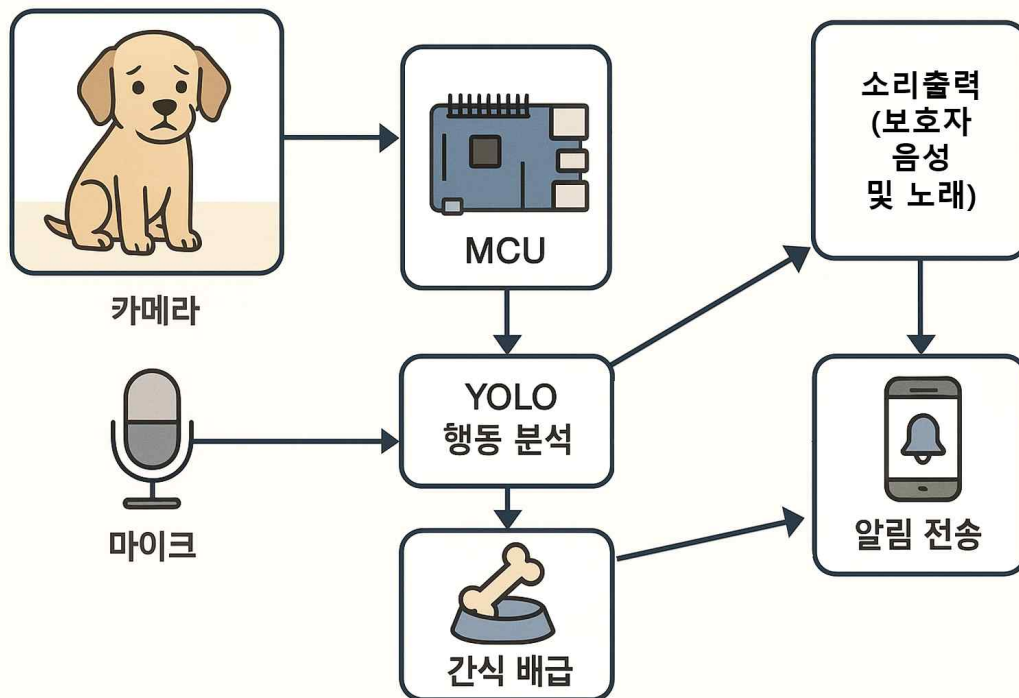 카메라
MCU
소리출력
(보호자
음성
및 노래)
마이크
YOLO
행동 분석
알림 전송
간식 배급